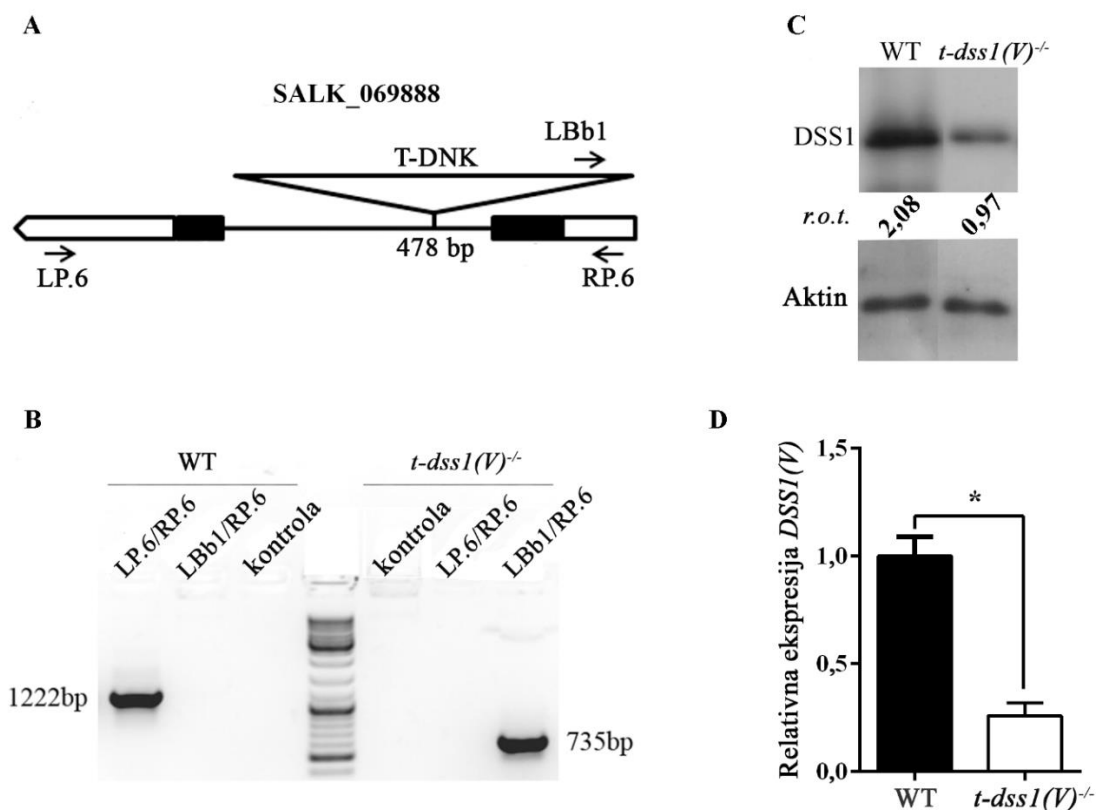 A
SALK_069888
LBb1
T-DNK
478 bp
LP.6
RP.6
C
WT t-dss1(V)-/-
DSS1
r.o.t. 2,08 0,97
Aktin
B
WT t-dss1(V)-/-
LP.6/RP.6 LBb1/RP.6 kontrola kontrola LP.6/RP.6 LBb1/RP.6
1222bp
735bp
D
Relativna ekspresija DSS1(V)
1,5
*
1,0
0,5
0,0
WT t-dss1(V)-/-